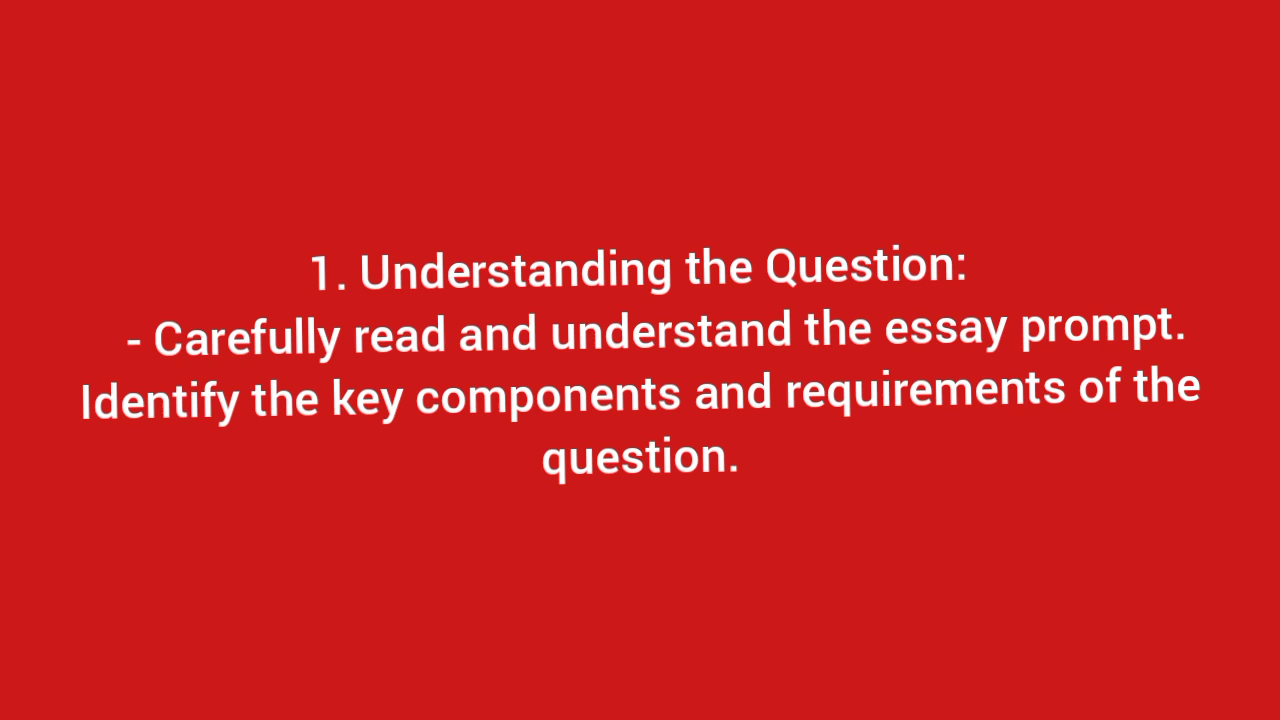 1. Understanding the Question:
- Carefully read and understand the essay prompt.
Identify the key components and requirements of the
question.